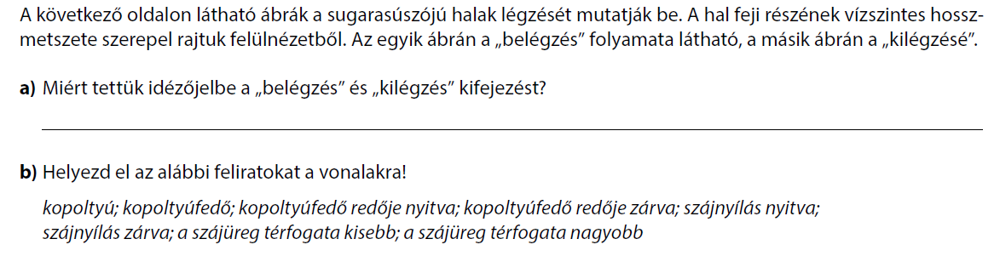 A következő oldalon látható ábrák a sugarasúszójú halak légzését mutatják be. A hal feji részének vízszintes hossz-
metszete szerepel rajtuk felülnézetből. Az egyik ábrán a „belégzés” folyamata látható, a másik ábrán a „kilégzésé”.
a) Miért tettük idézőjelbe a „belégzés” és „kilégzés” kifejezést?
b) Helyezd el az alábbi feliratokat a vonalakra!
kopoltyú; kopoltyúfedő; kopoltyúfedő redője nyitva; kopoltyúfedő redője zárva; szájnyílás nyitva;
szájnyílás zárva; a szájüreg térfogata kisebb; a szájüreg térfogata nagyobb